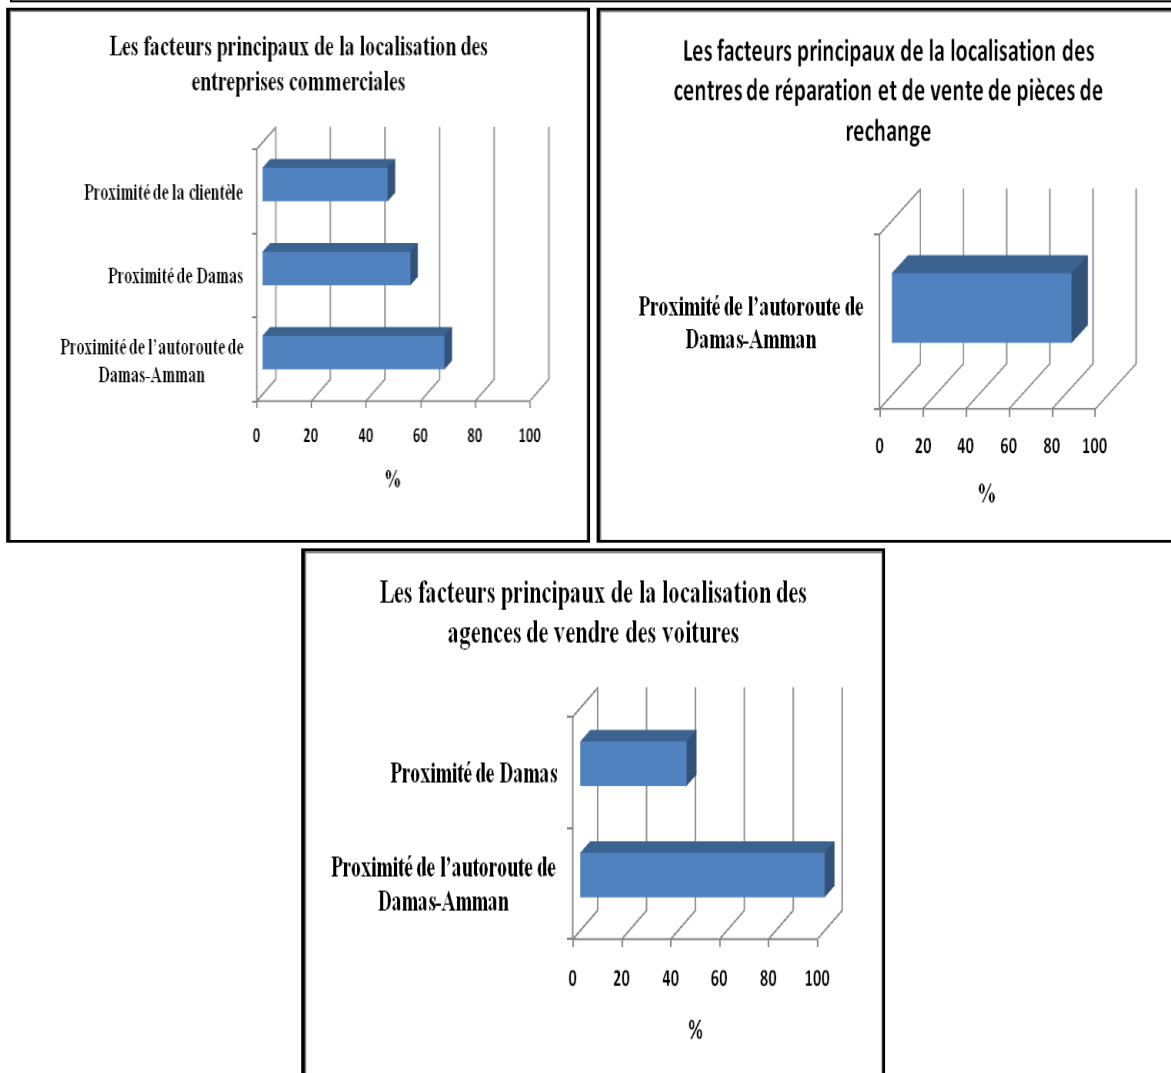 Les facteurs principaux de la localisation des
entreprises commerciales
Proximité de la clientèle
Proximité de Damas
Proximité de l’autoroute de
Damas-Amman
0 20 40 60 80 100
%
Les facteurs principaux de la localisation des
centres de réparation et de vente de pièces de
rechange
Proximité de l’autoroute de
Damas-Amman
0 20 40 60 80 100
%
Les facteurs principaux de la localisation des
agences de vendre des voitures
Proximité de Damas
Proximité de l’autoroute de
Damas-Amman
0 20 40 60 80 100
%